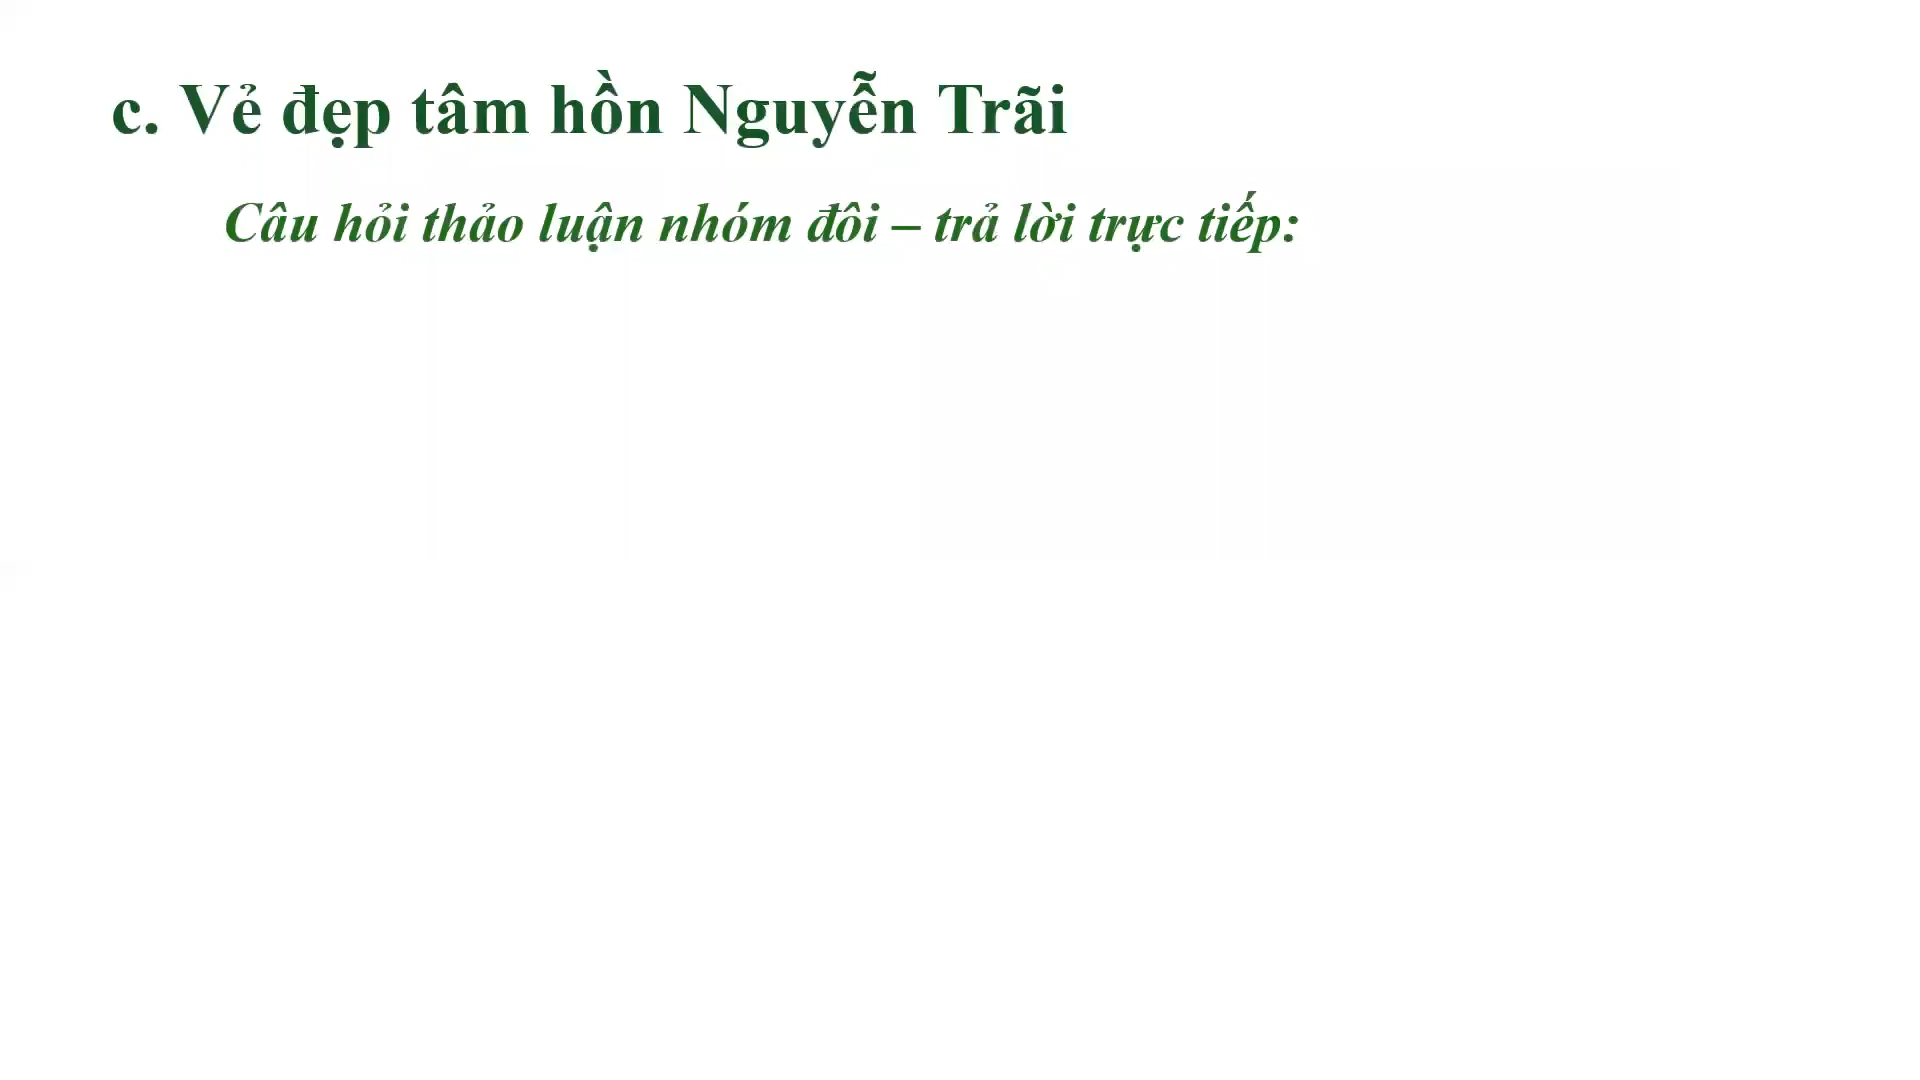 c. Vẻ đẹp tâm hồn Nguyễn Trãi
Câu hỏi thảo luận nhóm đôi – trả lời trực tiếp: